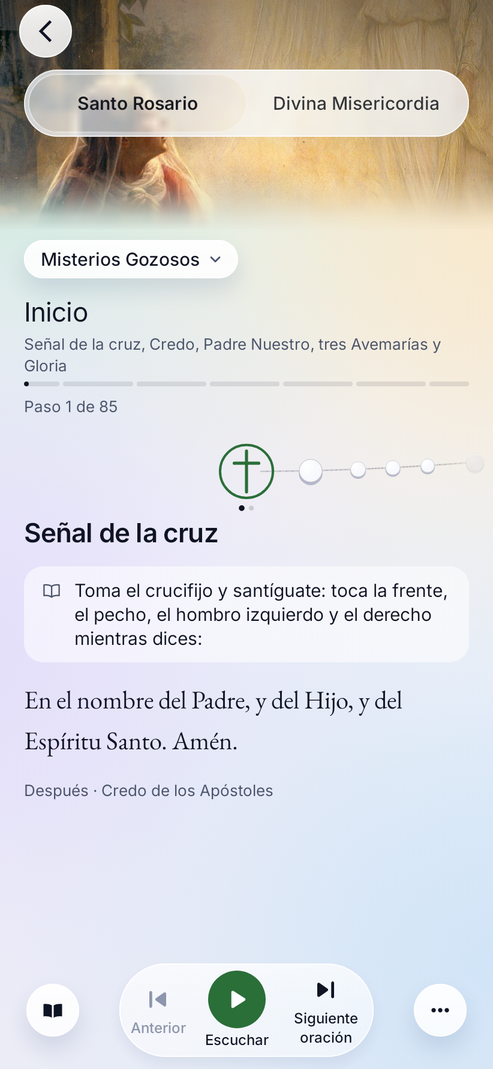 Santo Rosario
Divina Misericordia
Misterios Gozosos
Inicio
Señal de la cruz, Credo, Padre Nuestro, tres Avemarías y
Gloria
Paso 1 de 85
Señal de la cruz
Toma el crucifijo y santíguate: toca la frente,
el pecho, el hombro izquierdo y el derecho
mientras dices:
En el nombre del Padre, y del Hijo, y del
Espíritu Santo. Amén.
Después · Credo de los Apóstoles
Anterior
Escuchar
Siguiente
oración